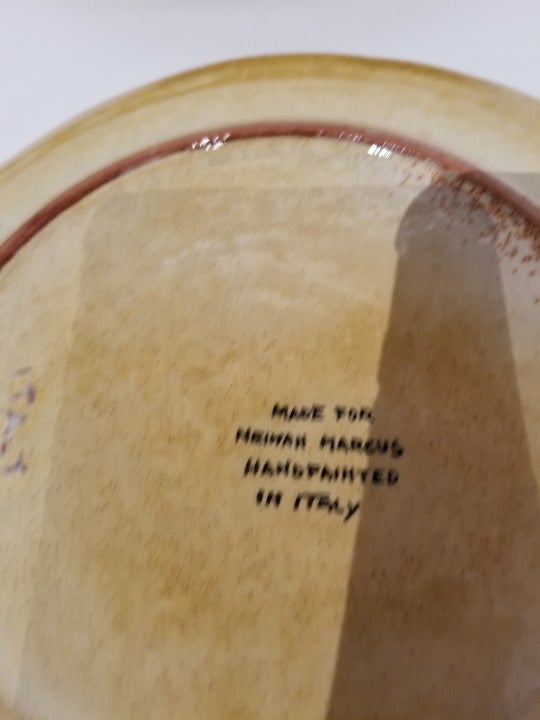 MADE FOR
NEIMAN MARCUS
HANDPAINTED
IN ITALY
ITALY